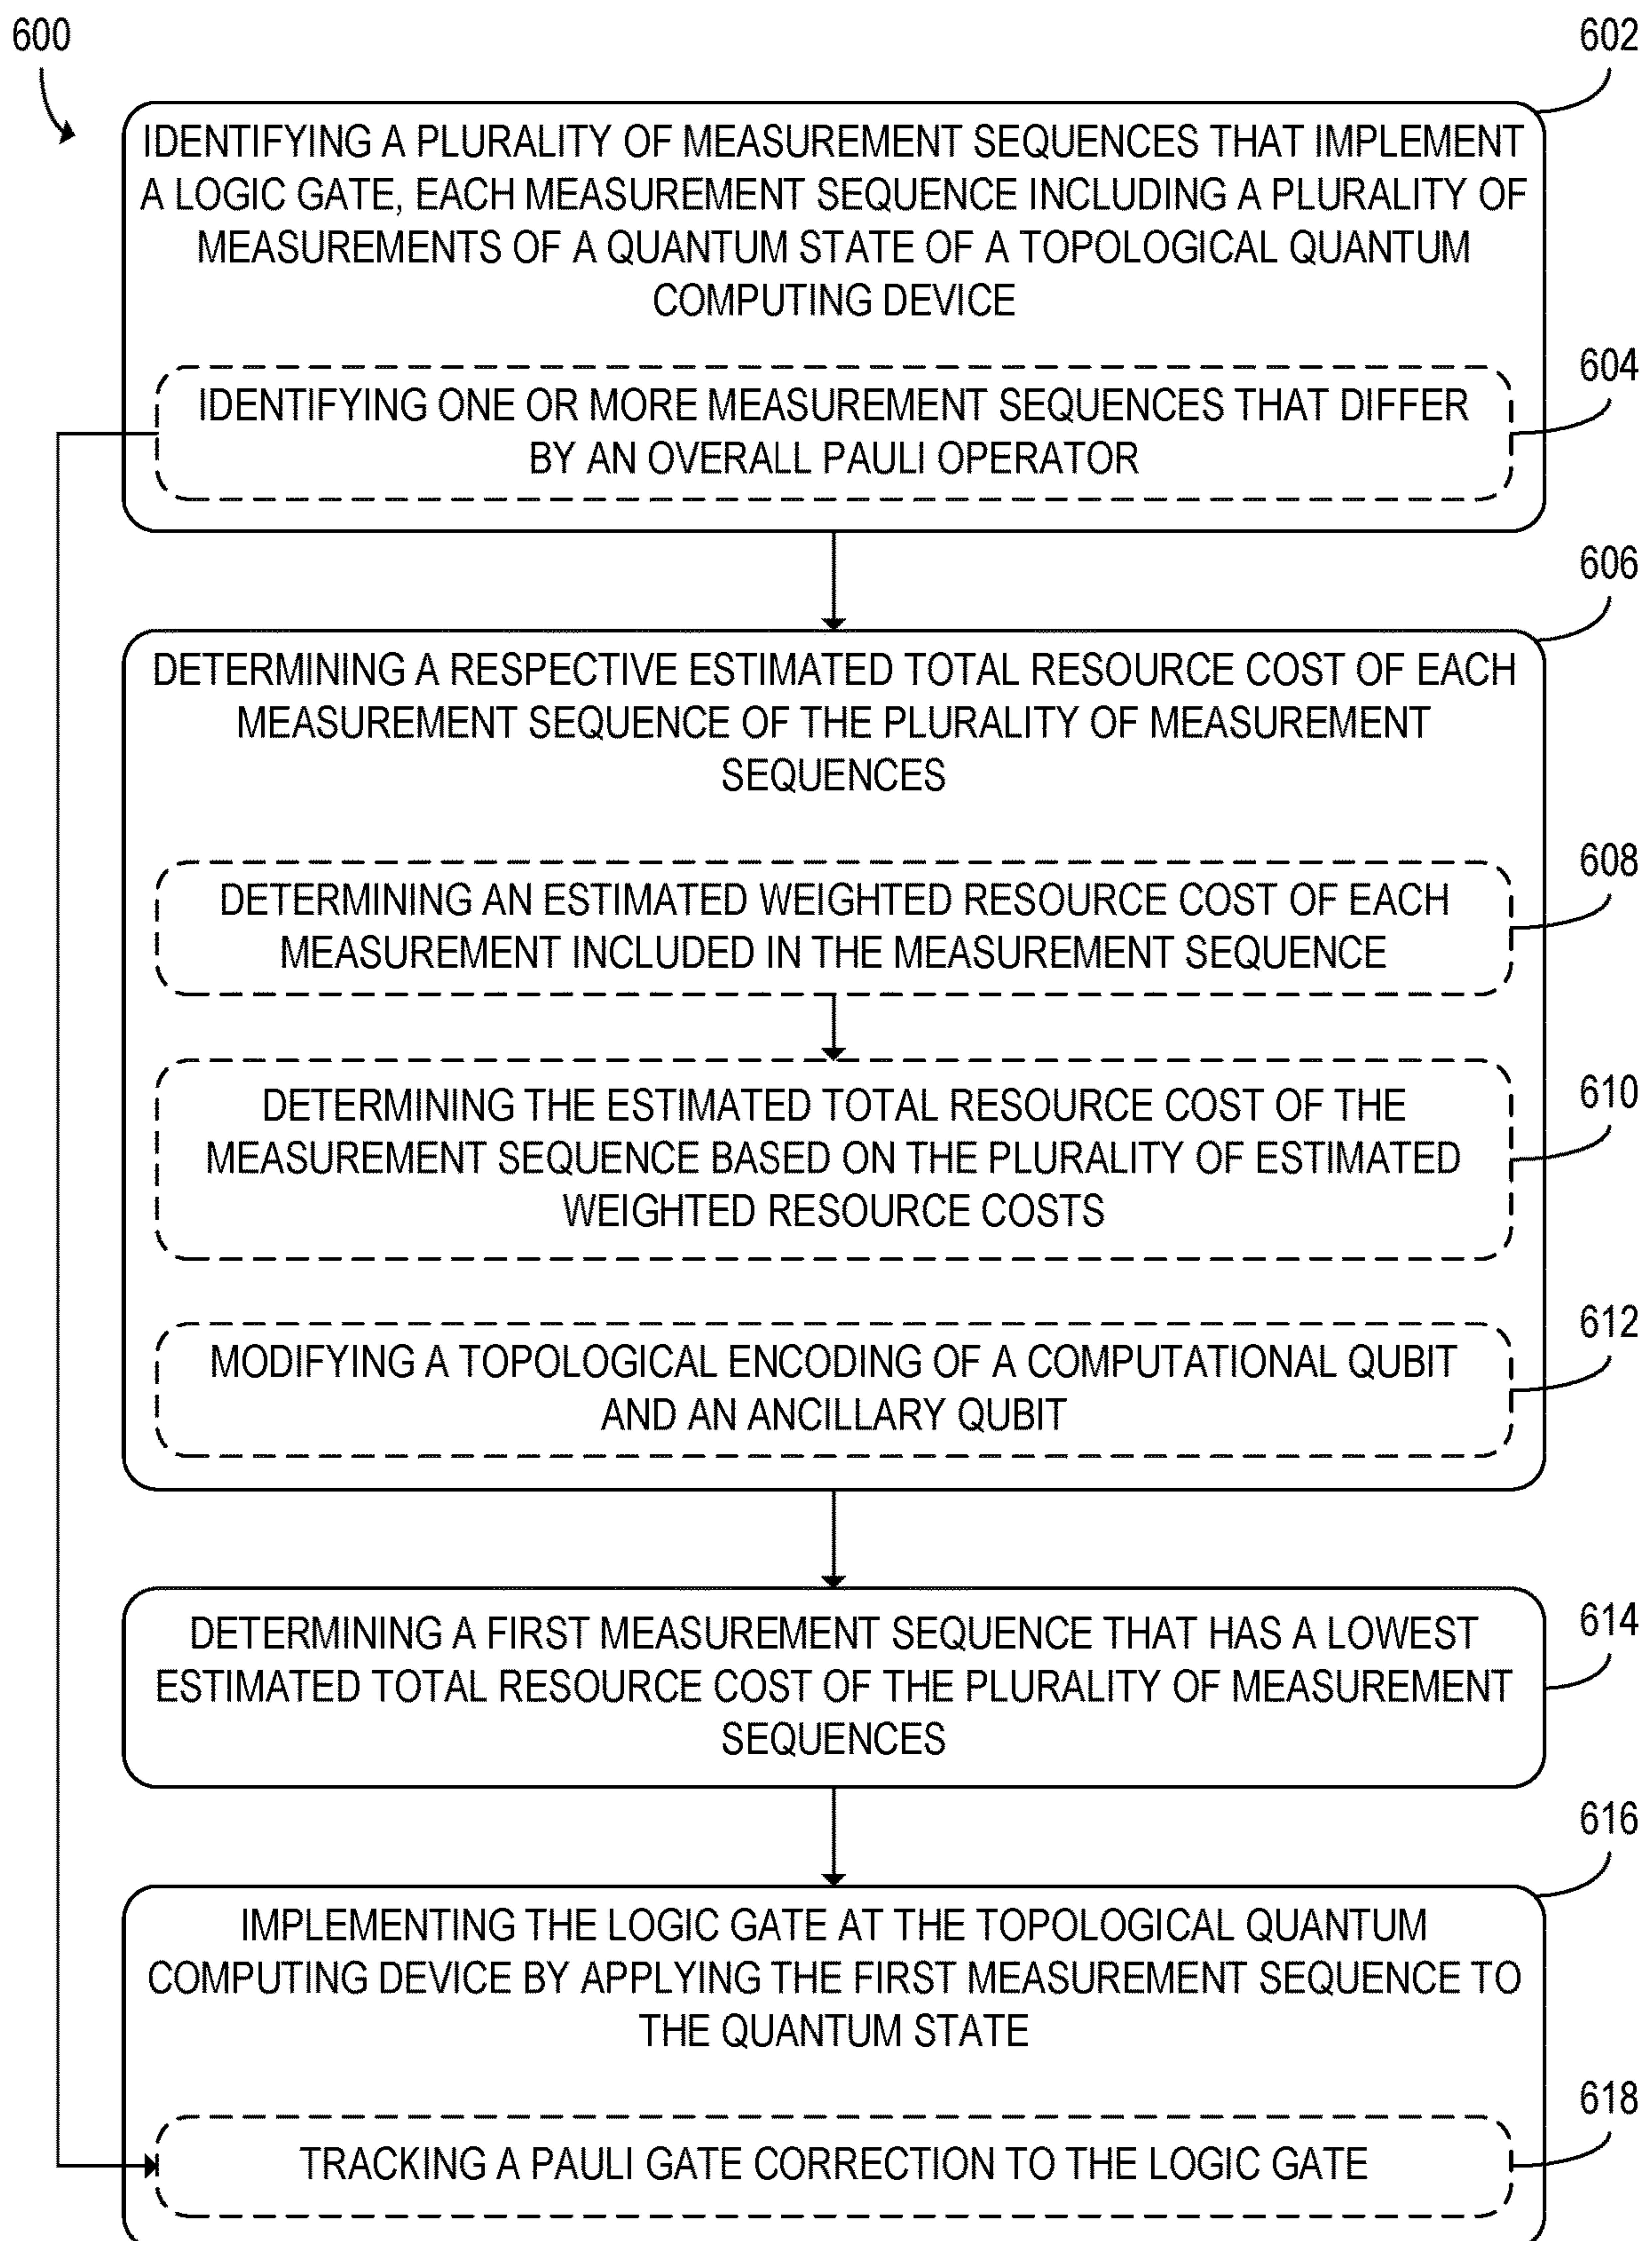 600
602
IDENTIFYING A PLURALITY OF MEASUREMENT SEQUENCES THAT IMPLEMENT
A LOGIC GATE, EACH MEASUREMENT SEQUENCE INCLUDING A PLURALITY OF
MEASUREMENTS OF A QUANTUM STATE OF A TOPOLOGICAL QUANTUM
COMPUTING DEVICE
604
IDENTIFYING ONE OR MORE MEASUREMENT SEQUENCES THAT DIFFER
BY AN OVERALL PAULI OPERATOR
606
DETERMINING A RESPECTIVE ESTIMATED TOTAL RESOURCE COST OF EACH
MEASUREMENT SEQUENCE OF THE PLURALITY OF MEASUREMENT
SEQUENCES
608
DETERMINING AN ESTIMATED WEIGHTED RESOURCE COST OF EACH
MEASUREMENT INCLUDED IN THE MEASUREMENT SEQUENCE
610
DETERMINING THE ESTIMATED TOTAL RESOURCE COST OF THE
MEASUREMENT SEQUENCE BASED ON THE PLURALITY OF ESTIMATED
WEIGHTED RESOURCE COSTS
612
MODIFYING A TOPOLOGICAL ENCODING OF A COMPUTATIONAL QUBIT
AND AN ANCILLARY QUBIT
614
DETERMINING A FIRST MEASUREMENT SEQUENCE THAT HAS A LOWEST
ESTIMATED TOTAL RESOURCE COST OF THE PLURALITY OF MEASUREMENT
SEQUENCES
616
IMPLEMENTING THE LOGIC GATE AT THE TOPOLOGICAL QUANTUM
COMPUTING DEVICE BY APPLYING THE FIRST MEASUREMENT SEQUENCE TO
THE QUANTUM STATE
618
TRACKING A PAULI GATE CORRECTION TO THE LOGIC GATE